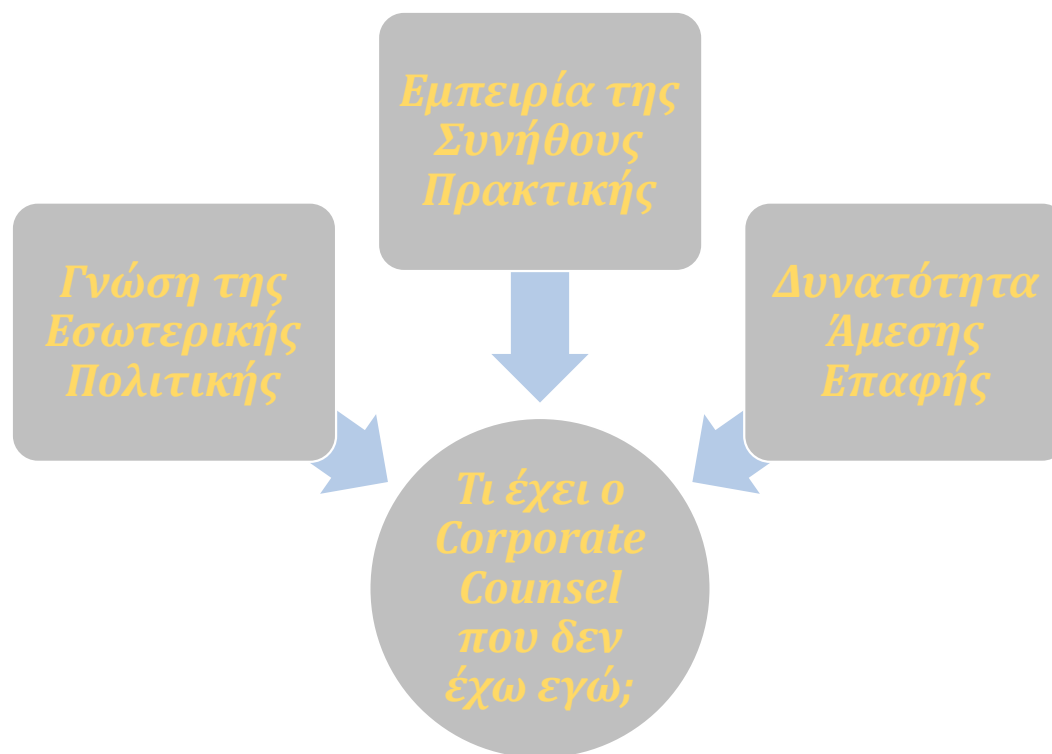 Εμπειρία της
Συνήθους
Πρακτικής
Γνώση της
Εσωτερικής
Πολιτικής
Δυνατότητα
Άμεσης
Επαφής
Τι έχει ο
Corporate
Counsel
που δεν
έχω εγώ;